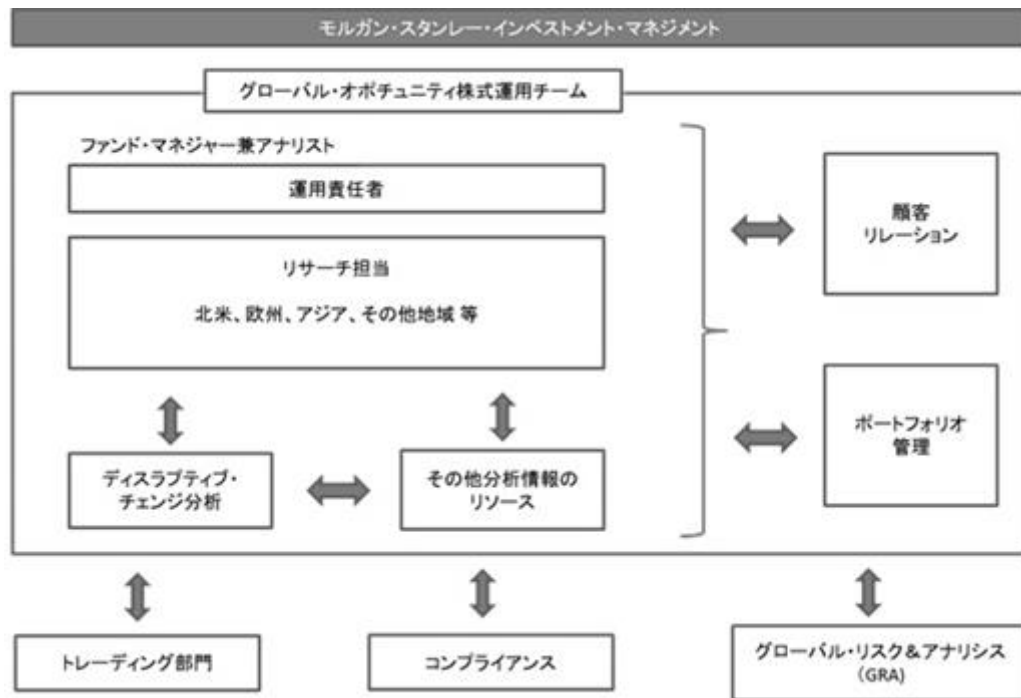 モルガン・スタンレー・インベストメント・マネジメント
グローバル・オポチュニティ株式運用チーム
ファンド・マネジャー兼アナリスト
運用責任者
リサーチ担当
北米、欧州、アジア、その他地域 等
顧客
リレーション
ディスラプティブ・
チェンジ分析
その他分析情報の
リソース
ポートフォリオ
管理
トレーディング部門
コンプライアンス
グローバル・リスク&アナリシス
(GRA)